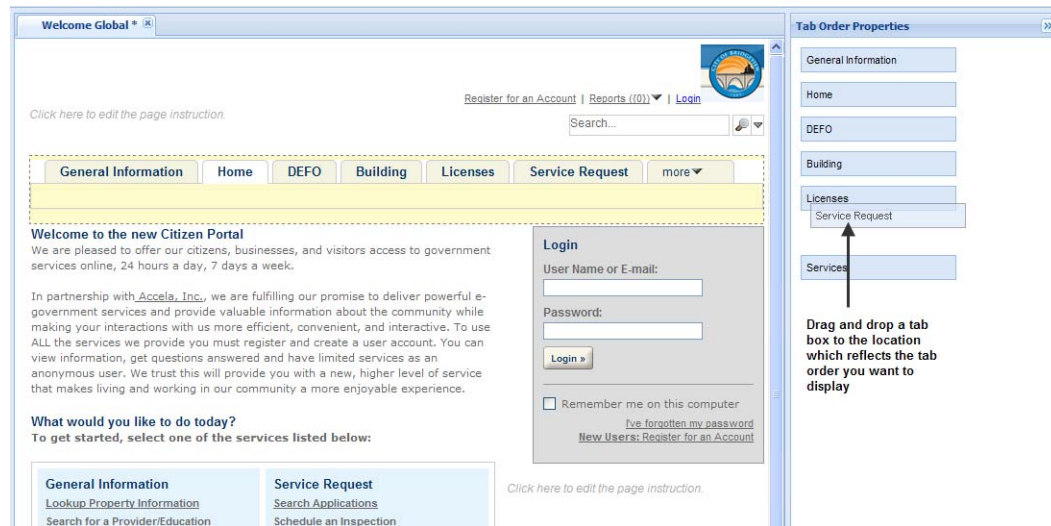 Welcome Global *
CITY OF BRIDGEVIEW
Register for an Account | Reports ({0}) | Login
Click here to edit the page instruction.
Search...
General Information Home DEFO Building Licenses Service Request more
Welcome to the new Citizen Portal
We are pleased to offer our citizens, businesses, and visitors access to government
services online, 24 hours a day, 7 days a week.
In partnership with Accela, Inc., we are fulfilling our promise to deliver powerful e-
government services and provide valuable information about the community while
making your interactions with us more efficient, convenient, and interactive. To use
ALL the services we provide you must register and create a user account. You can
view information, get questions answered and have limited services as an
anonymous user. We trust this will provide you with a new, higher level of service
that makes living and working in our community a more enjoyable experience.
What would you like to do today?
To get started, select one of the services listed below:
General Information
Lookup Property Information
Search for a Provider/Education
Service Request
Search Applications
Schedule an Inspection
Login
User Name or E-mail:
Password:
Login »
Remember me on this computer
I've forgotten my password
New Users: Register for an Account
Click here to edit the page instruction.
Tab Order Properties
General Information
Home
DEFO
Building
Licenses
Service Request
Services
Drag and drop a tab
box to the location
which reflects the tab
order you want to
display